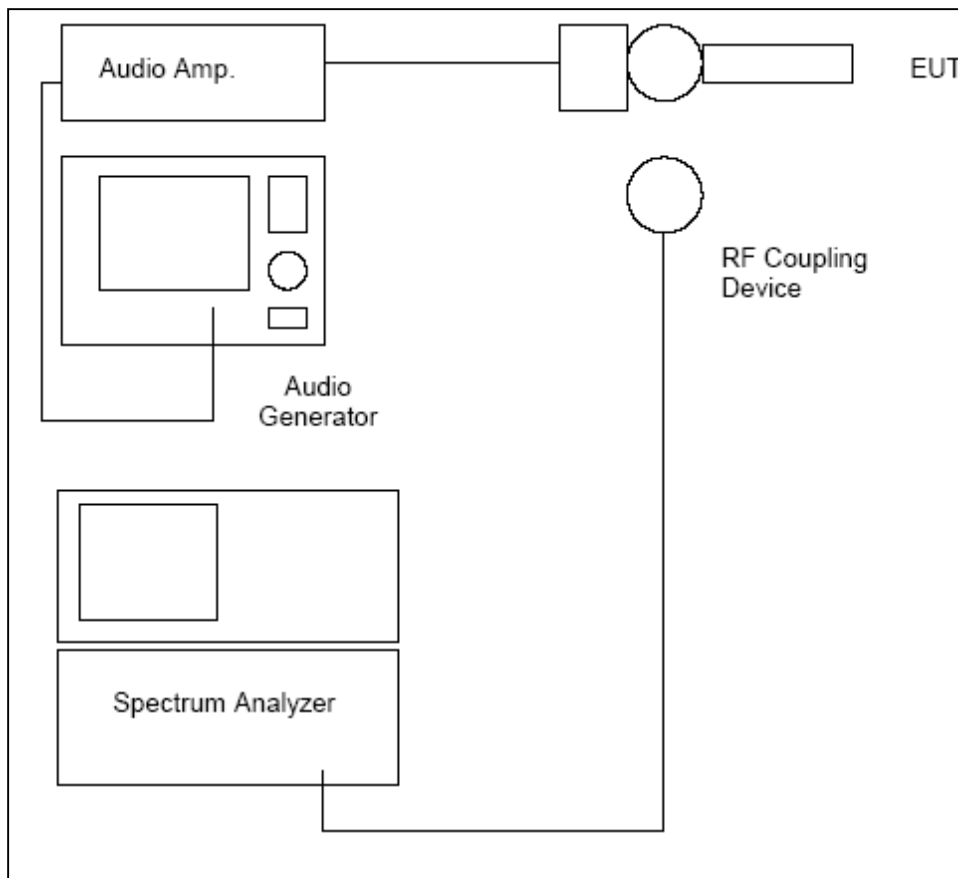 Audio Amp.
EUT
RF Coupling
Device
Audio
Generator
Spectrum Analyzer